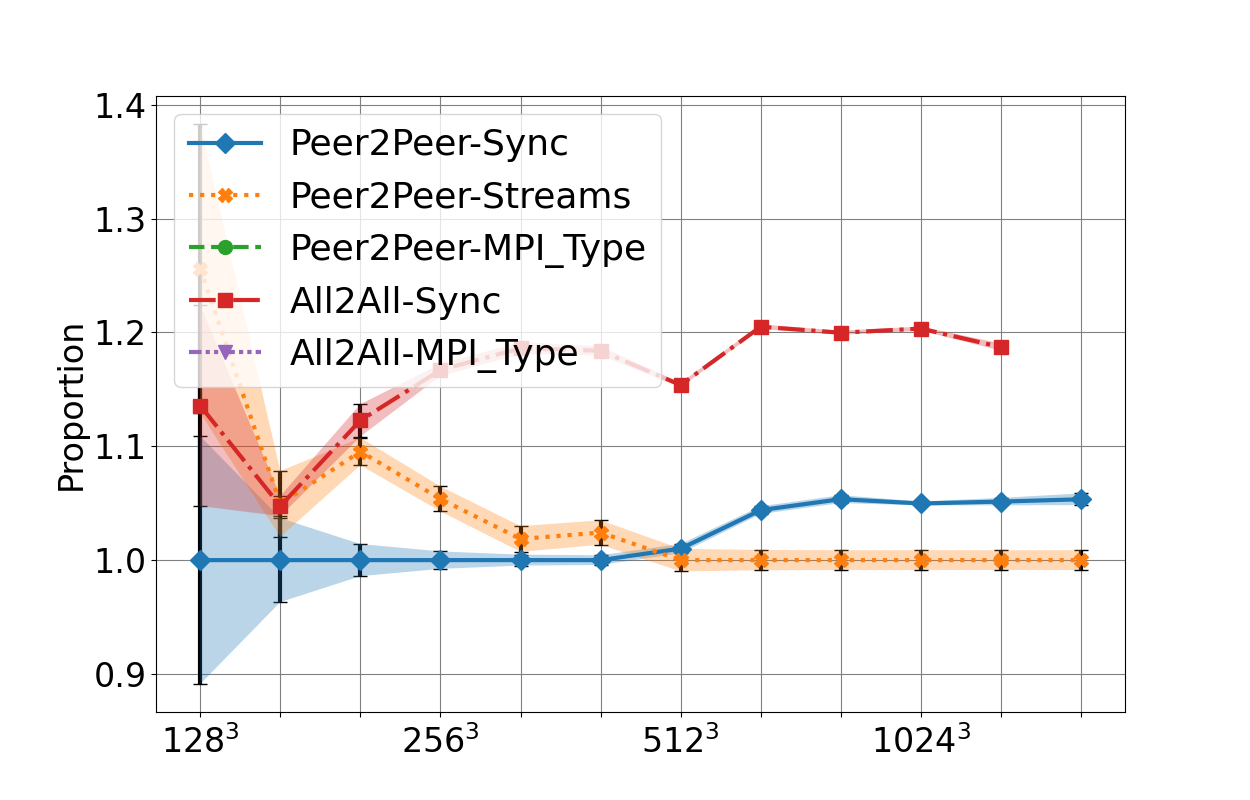 1.4
1.3
1.2
1.1
1.0
0.9
Proportion
Peer2Peer-Sync
Peer2Peer-Streams
Peer2Peer-MPI_Type
All2All-Sync
All2All-MPI_Type
128³ 256³ 512³ 1024³